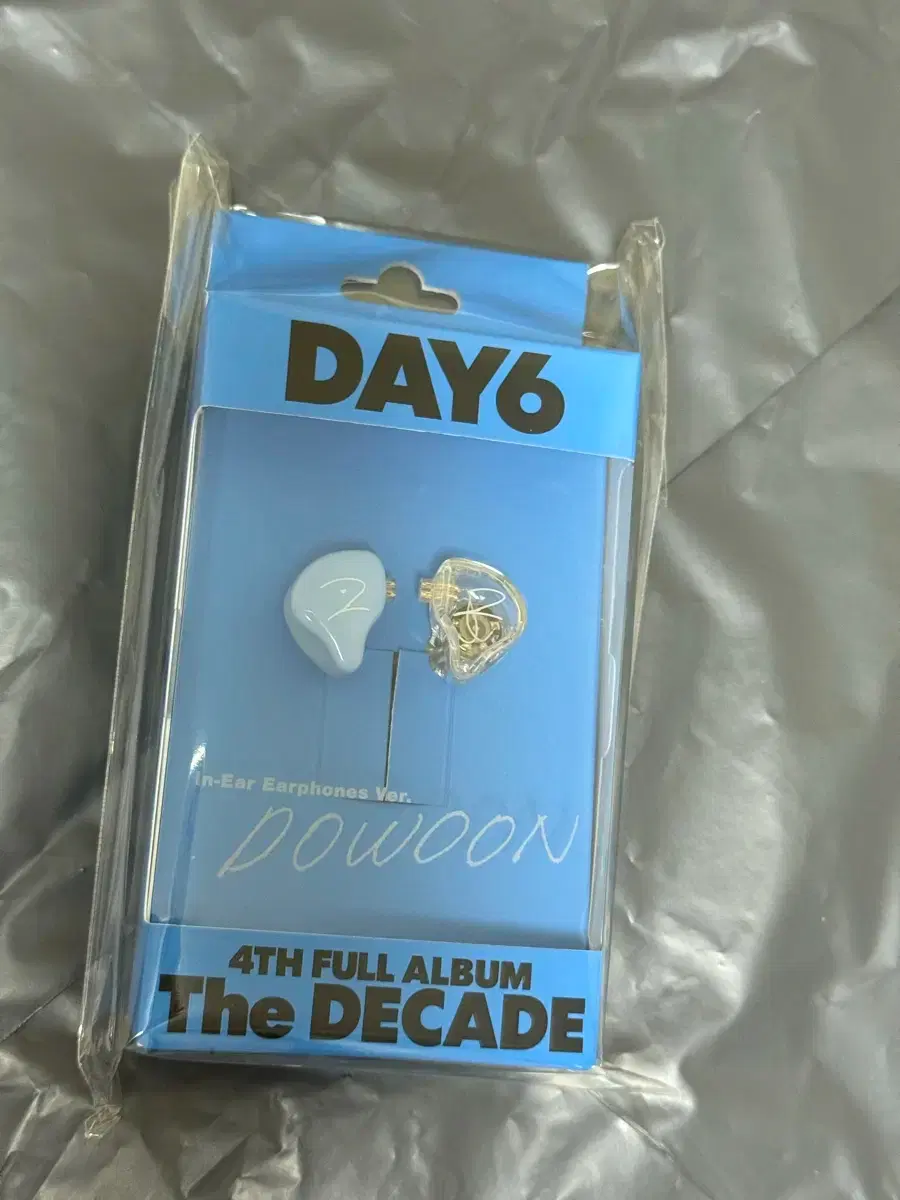 DAY6
In-Ear Earphones Ver.
DOWOON
4TH FULL ALBUM
The DECADE